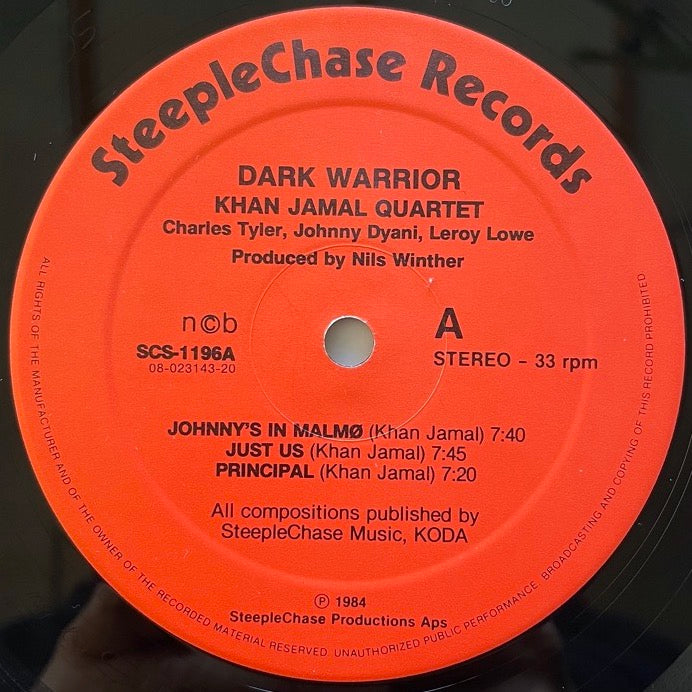 SteepleChase Records
DARK WARRIOR
KHAN JAMAL QUARTET
Charles Tyler, Johnny Dyani, Leroy Lowe
Produced by Nils Winther
n©b
A
SCS-1196A
08-023143-20
STEREO - 33 rpm
JOHNNY'S IN MALMØ (Khan Jamal) 7:40
JUST US (Khan Jamal) 7:45
PRINCIPAL (Khan Jamal) 7:20
All compositions published by
SteepleChase Music, KODA
℗ 1984
SteepleChase Productions Aps
ALL RIGHTS OF THE MANUFACTURER AND OF THE OWNER OF THE RECORDED MATERIAL RESERVED. UNAUTHORIZED PUBLIC PERFORMANCE, BROADCASTING AND COPYING OF THIS RECORD PROHIBITED